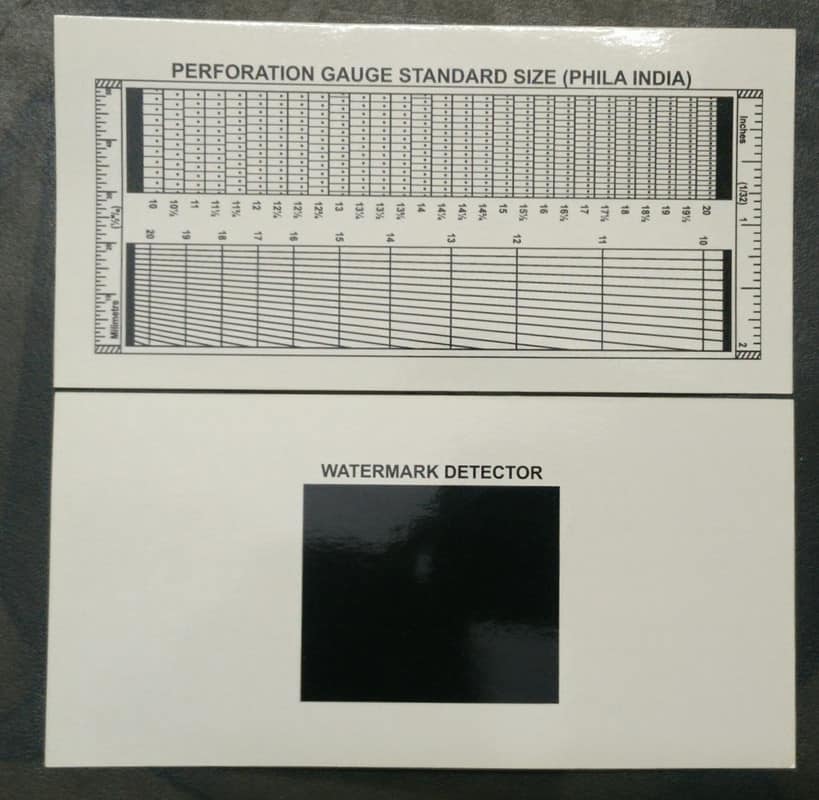 PERFORATION GAUGE STANDARD SIZE (PHILA INDIA)
10 10½ 11 11½ 11¾ 12 12¼ 12½ 12¾ 13 13¼ 13½ 13¾ 14 14¼ 14½ 14¾ 15 15½ 16 16½ 17 17½ 18 18½ 19 19½ 20
20 19 18 17 16 15 14 13 12 11 10
Inches (1/32) 1 2
Milimetre
WATERMARK DETECTOR